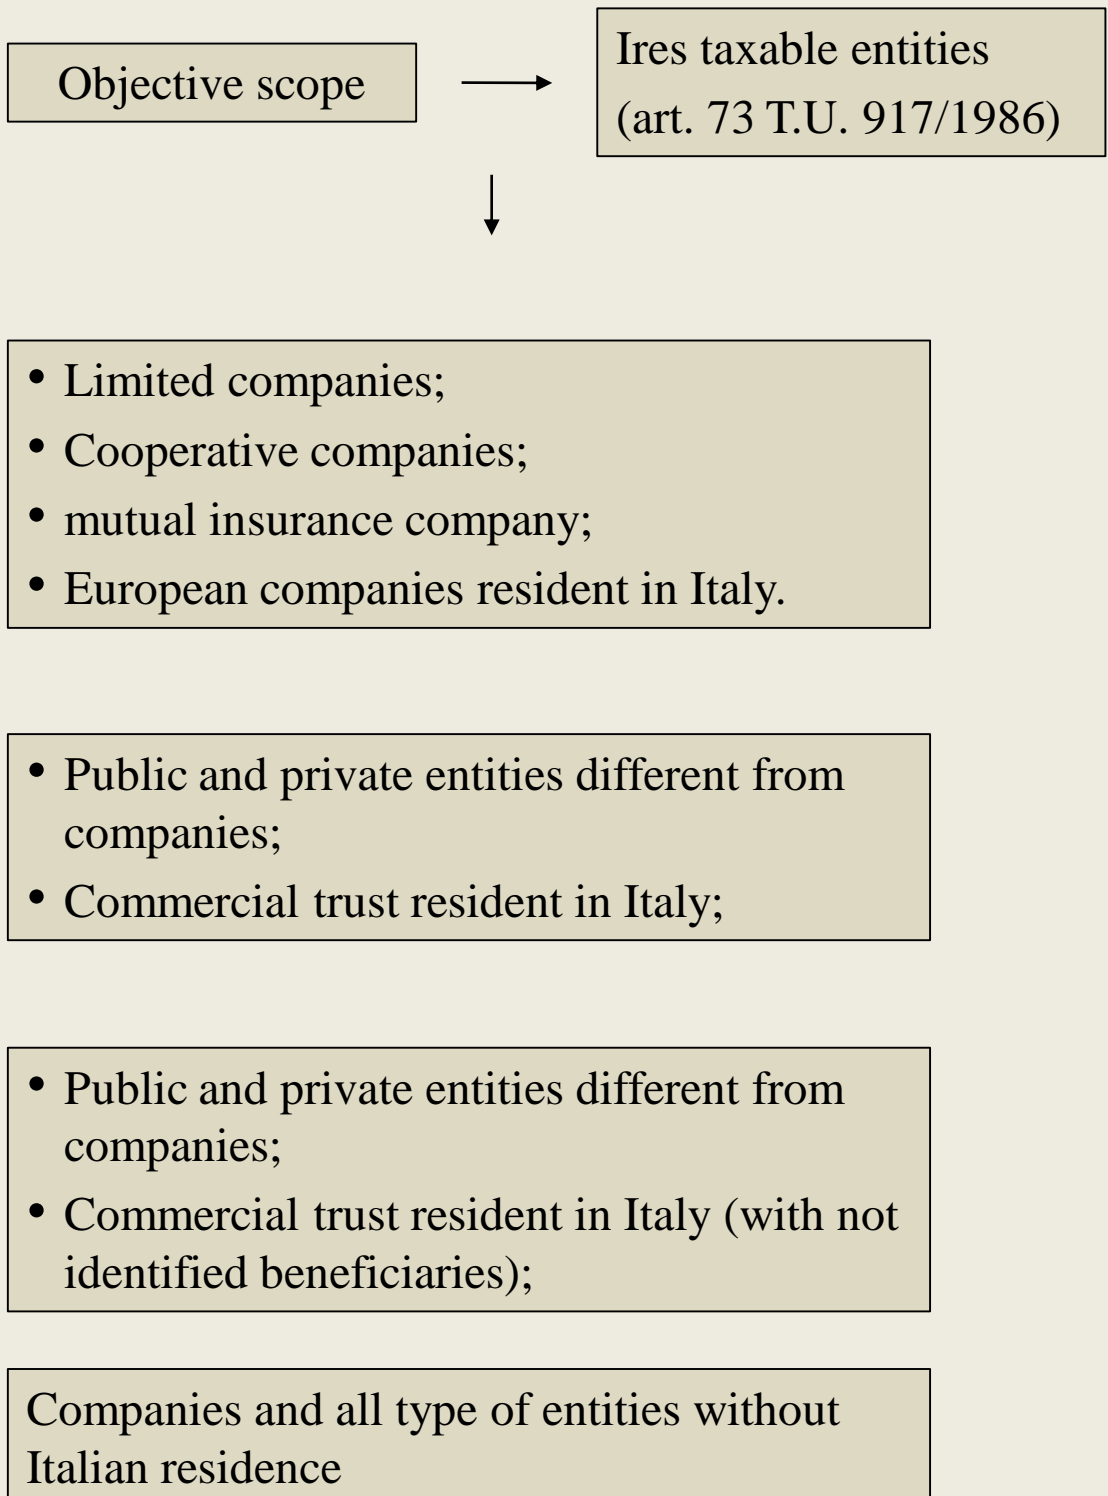 Objective scope
Ires taxable entities
(art. 73 T.U. 917/1986)
• Limited companies;
• Cooperative companies;
• mutual insurance company;
• European companies resident in Italy.
• Public and private entities different from
companies;
• Commercial trust resident in Italy;
• Public and private entities different from
companies;
• Commercial trust resident in Italy (with not
identified beneficiaries);
Companies and all type of entities without
Italian residence